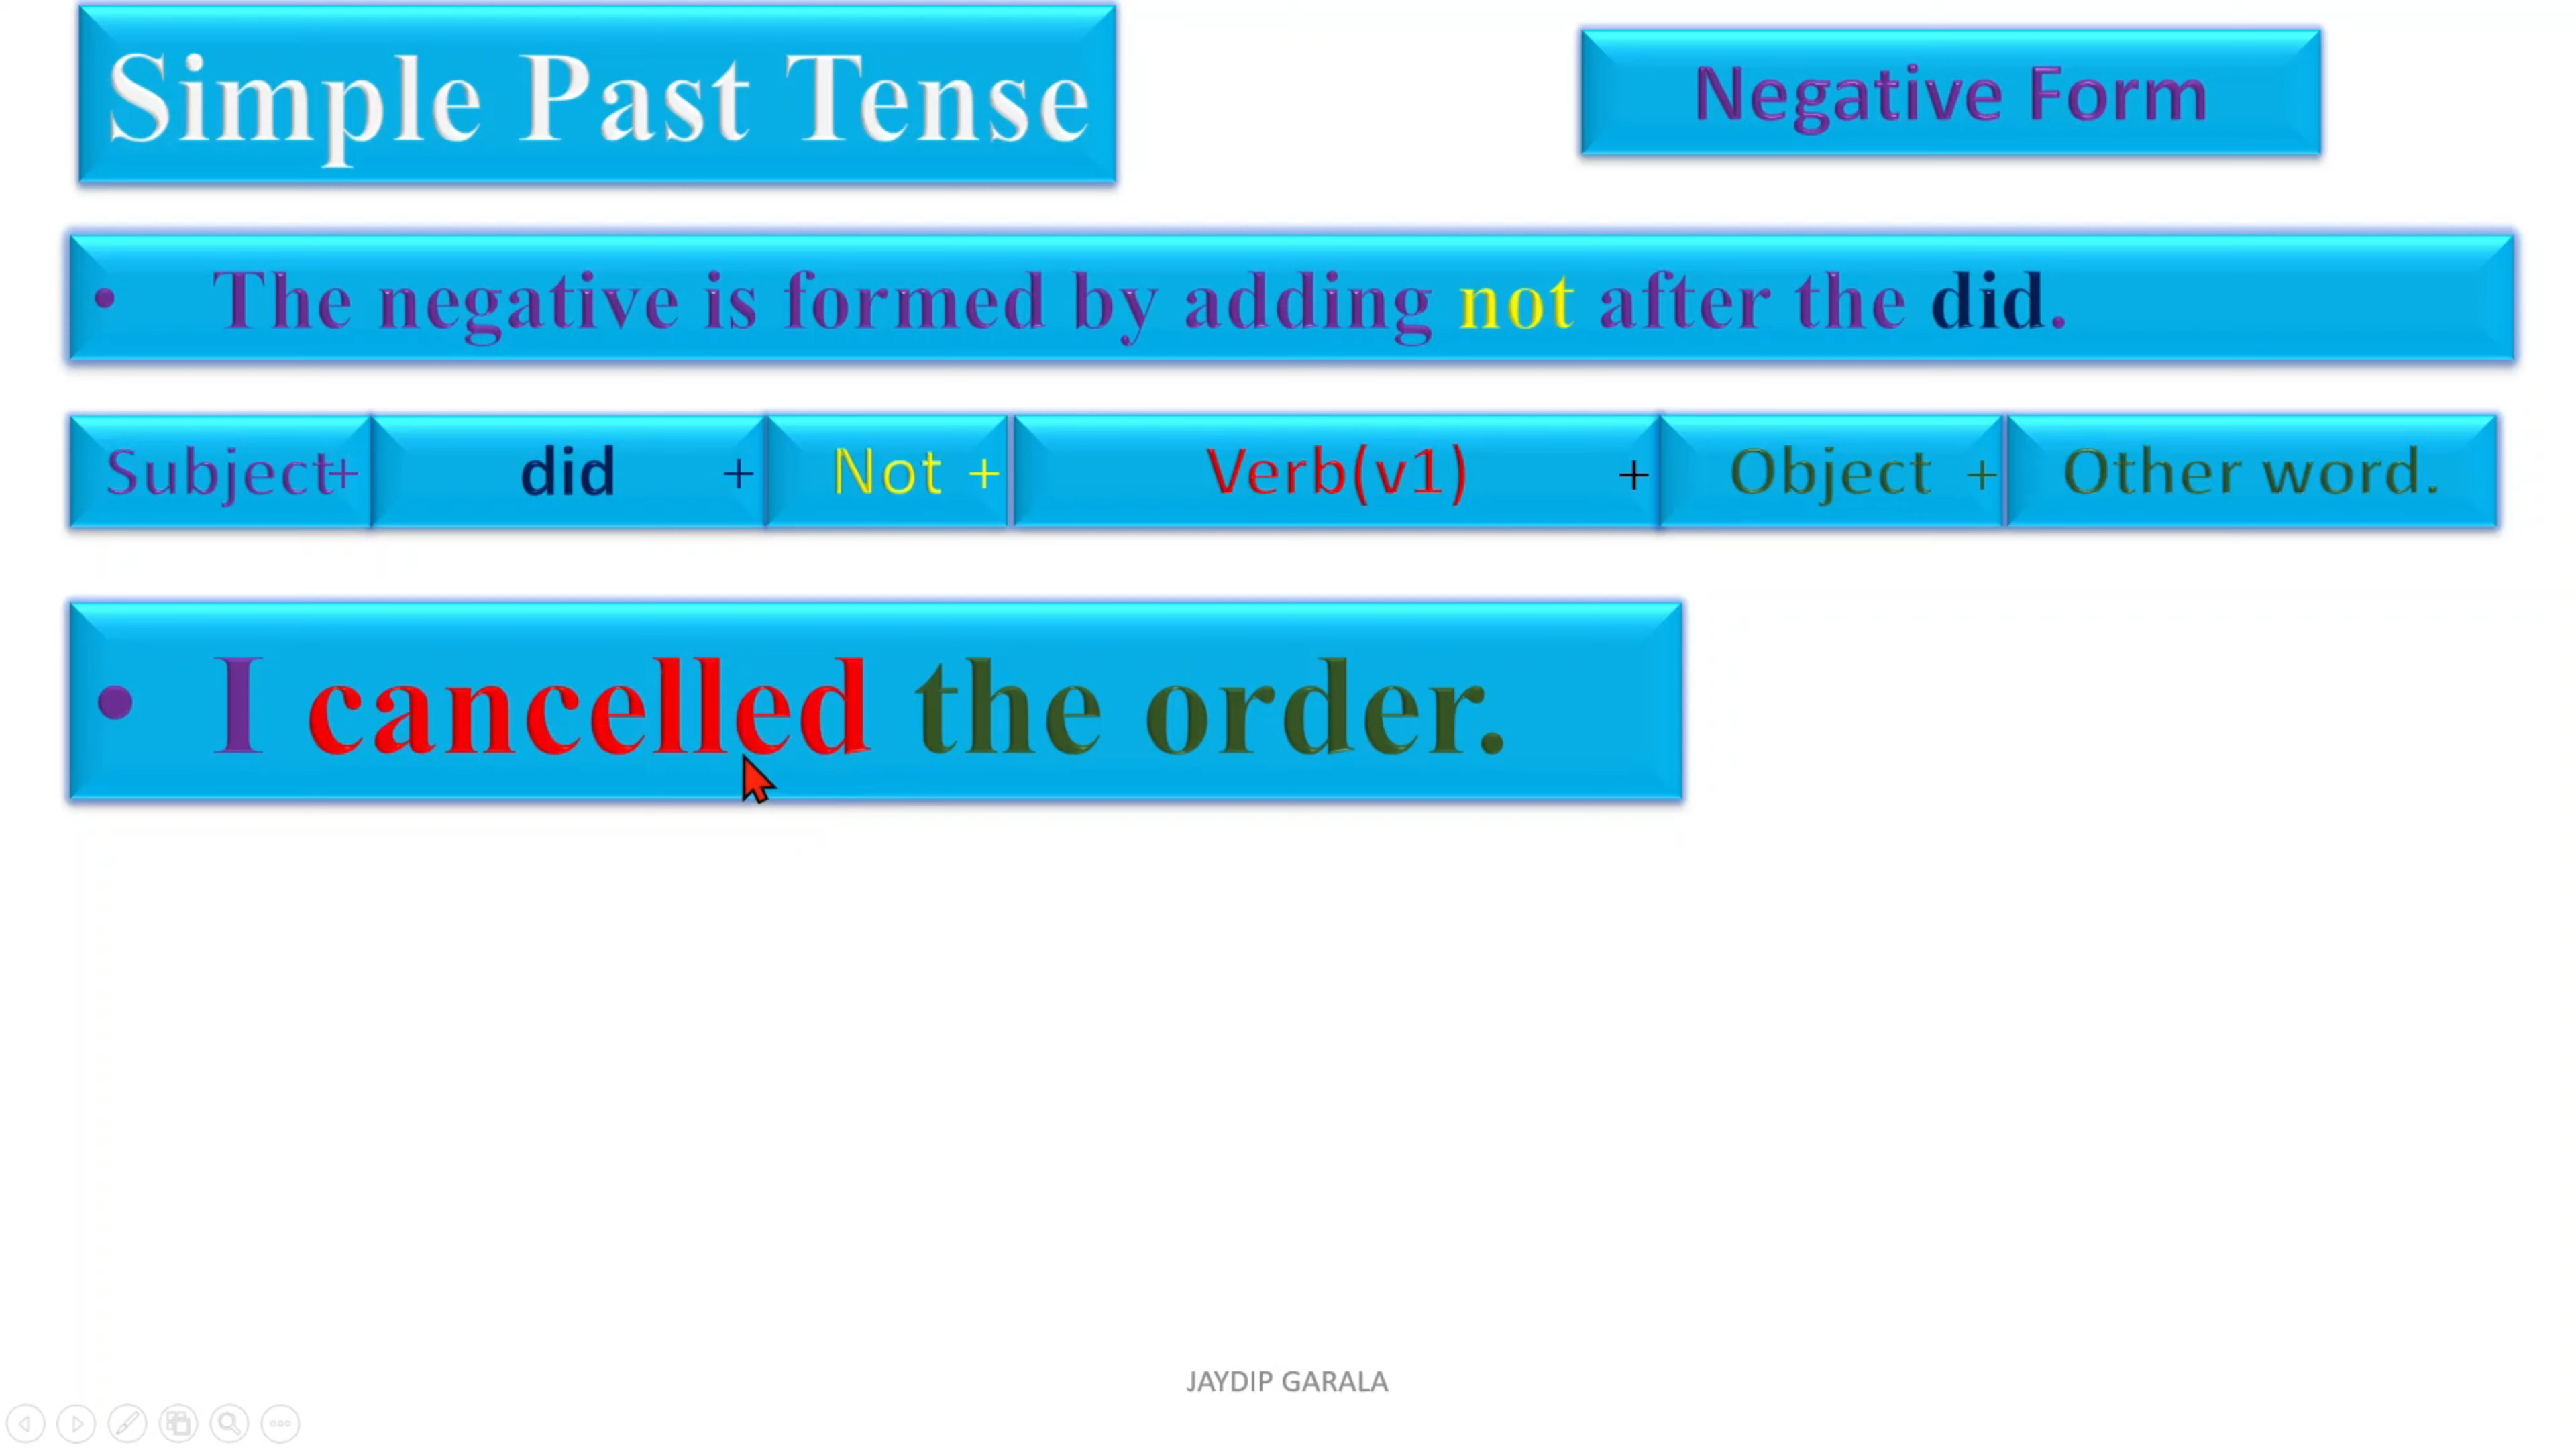 Simple Past Tense
Negative Form
• The negative is formed by adding not after the did.
Subject+ did + Not + Verb(v1) + Object + Other word.
• I cancelled the order.
JAYDIP GARALA